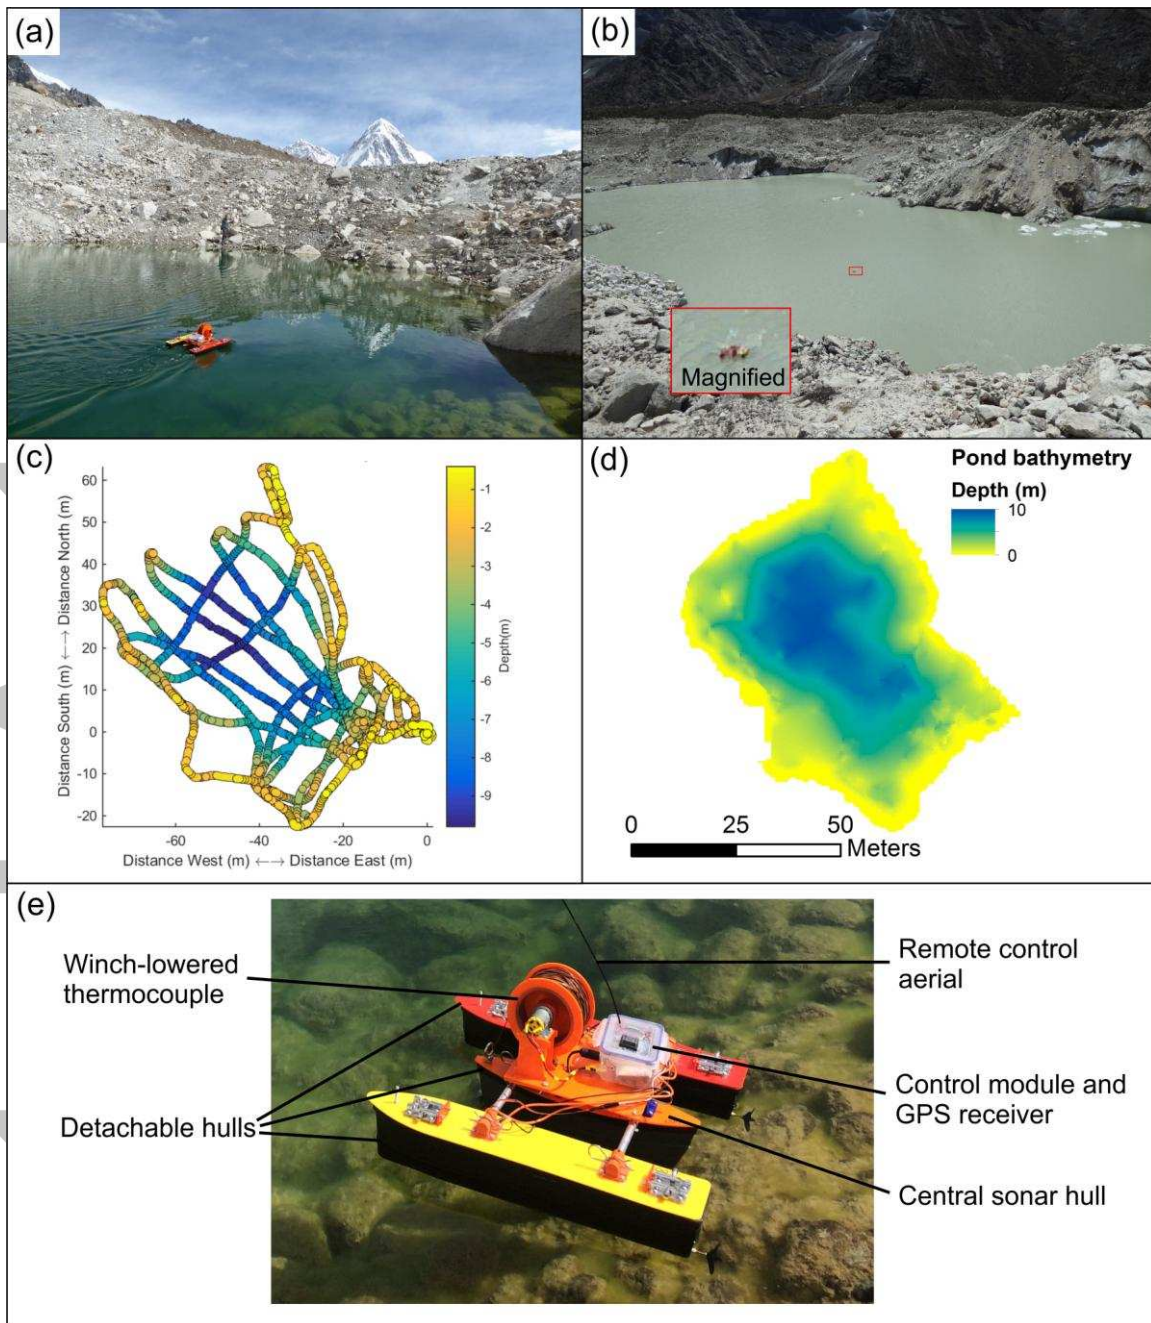 (a)
(b)
Magnified
(c)
60
50
40
30
20
10
0
-10
-20
Distance South (m) ←→ Distance North (m)
-60
-40
-20
0
Distance West (m) ←→ Distance East (m)
-1
-2
-3
-4
-5
-6
-7
-8
-9
Depth(m)
(d)
Pond bathymetry
Depth (m)
10
0
0
25
50
Meters
(e)
Winch-lowered
thermocouple
Detachable hulls
Remote control
aerial
Control module and
GPS receiver
Central sonar hull